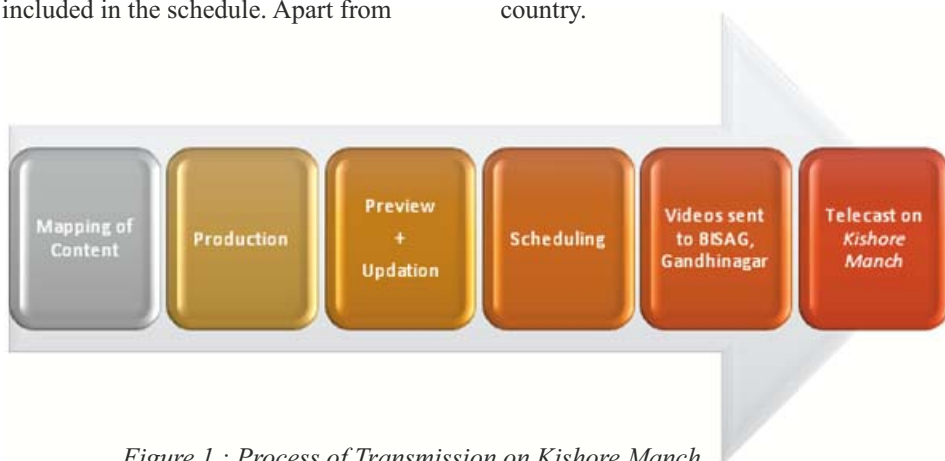 included in the schedule. Apart from
country.
Mapping of
Content
Production
Preview
+
Updation
Scheduling
Videos sent
to BISAG,
Gandhinagar
Telecast on
Kishore
Manch
Figure 1 : Process of Transmission on Kishore Manch